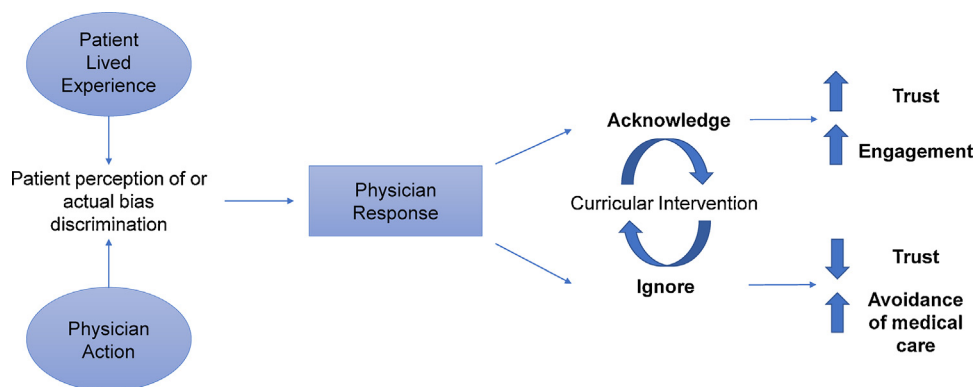 Patient
Lived
Experience
Patient perception of or
actual bias
discrimination
Physician
Action
Physician
Response
Acknowledge
Curricular Intervention
Ignore
Trust
Engagement
Trust
Avoidance
of medical
care